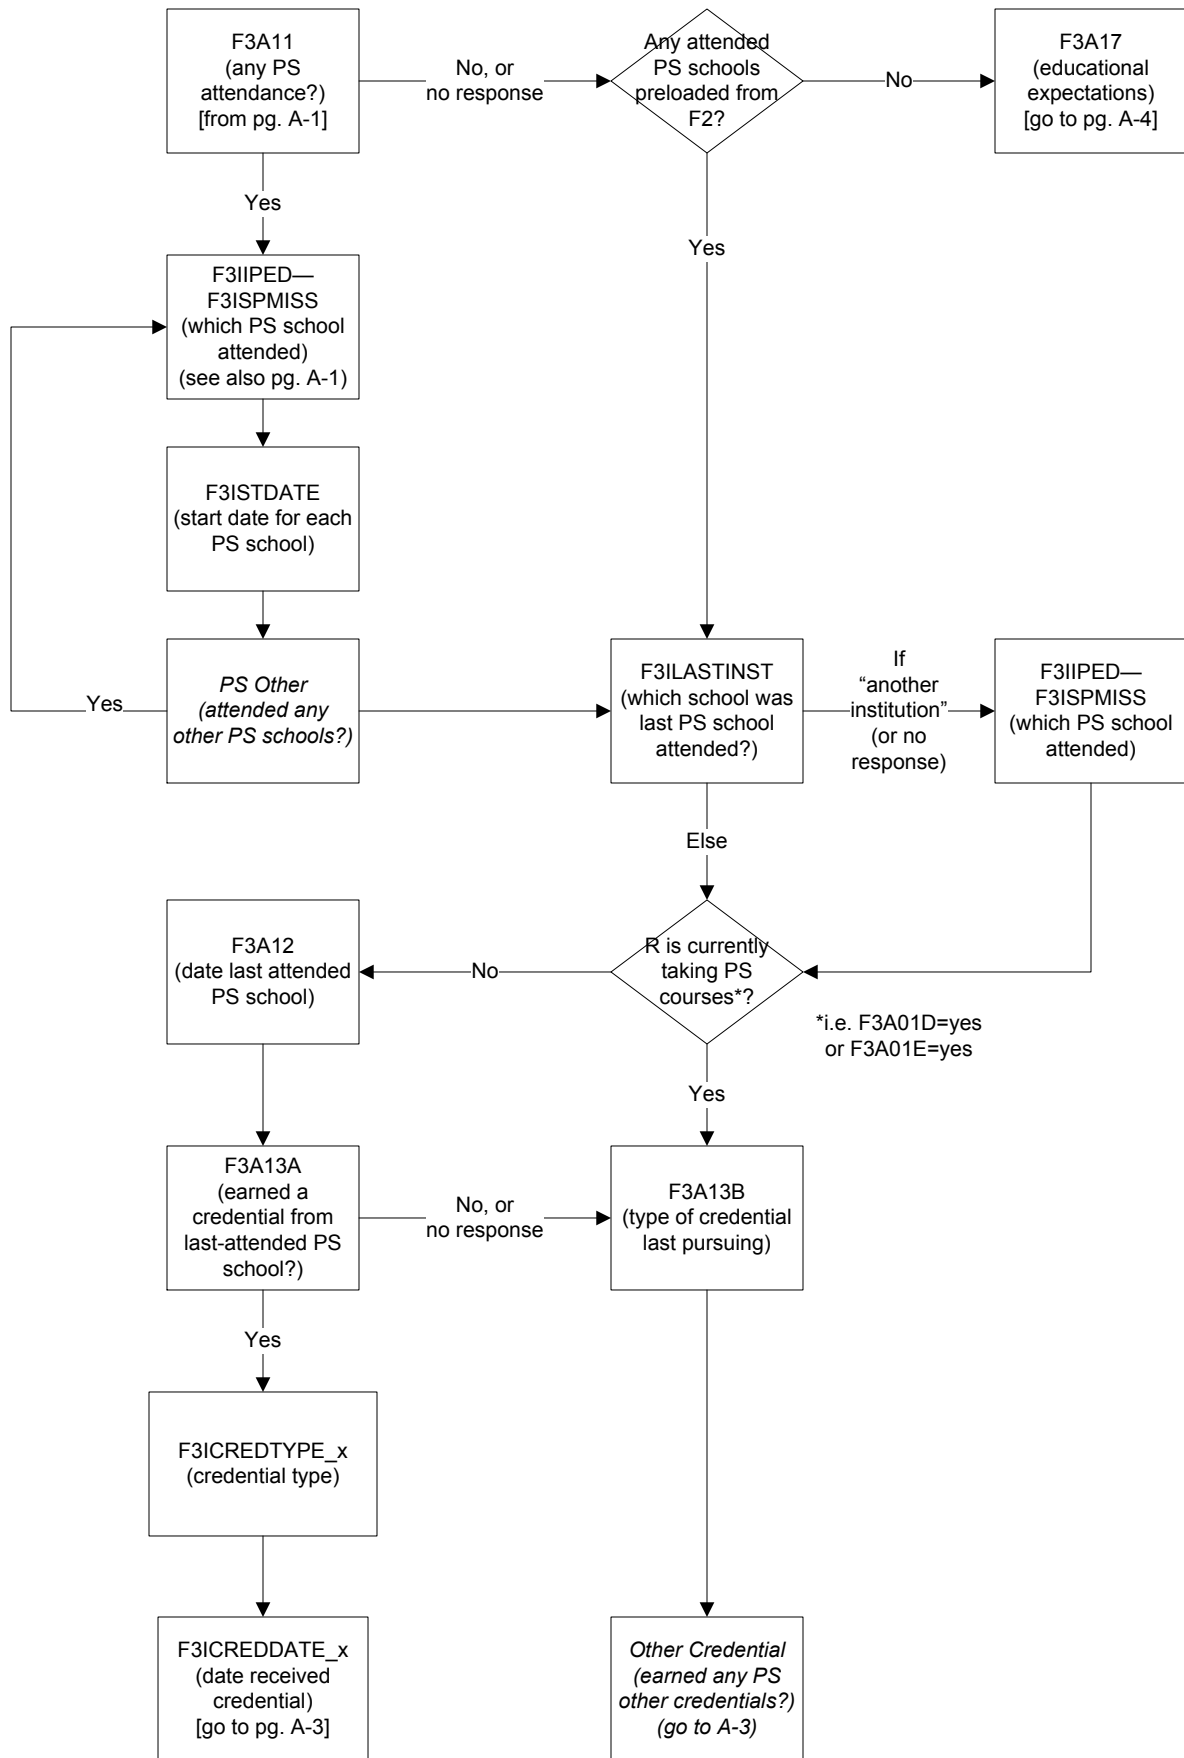 F3A11
(any PS
attendance?)
[from pg. A-1]
No, or
no response
Any attended
PS schools
preloaded from
F2?
No
F3A17
(educational
expectations)
[go to pg. A-4]
Yes
Yes
F3IIPED—
F3ISPMISS
(which PS school
attended)
(see also pg. A-1)
F3ISTDATE
(start date for each
PS school)
Yes
PS Other
(attended any
other PS schools?)
F3ILASTINST
(which school was
last PS school
attended?)
If
“another
institution”
(or no
response)
F3IIPED—
F3ISPMISS
(which PS school
attended)
Else
F3A12
(date last attended
PS school)
No
R is currently
taking PS
courses*?
*i.e. F3A01D=yes
or F3A01E=yes
Yes
F3A13A
(earned a
credential from
last-attended PS
school?)
No, or
no response
F3A13B
(type of credential
last pursuing)
Yes
F3ICREDTYPE_x
(credential type)
F3ICREDDATE_x
(date received
credential)
[go to pg. A-3]
Other Credential
(earned any PS
other credentials?)
(go to A-3)